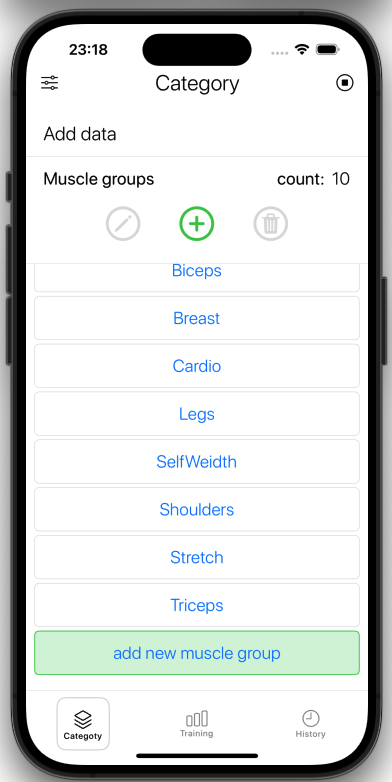 23:18
Category
Add data
Muscle groups count: 10
Biceps
Breast
Cardio
Legs
SelfWeidth
Shoulders
Stretch
Triceps
add new muscle group
Categoty Training History